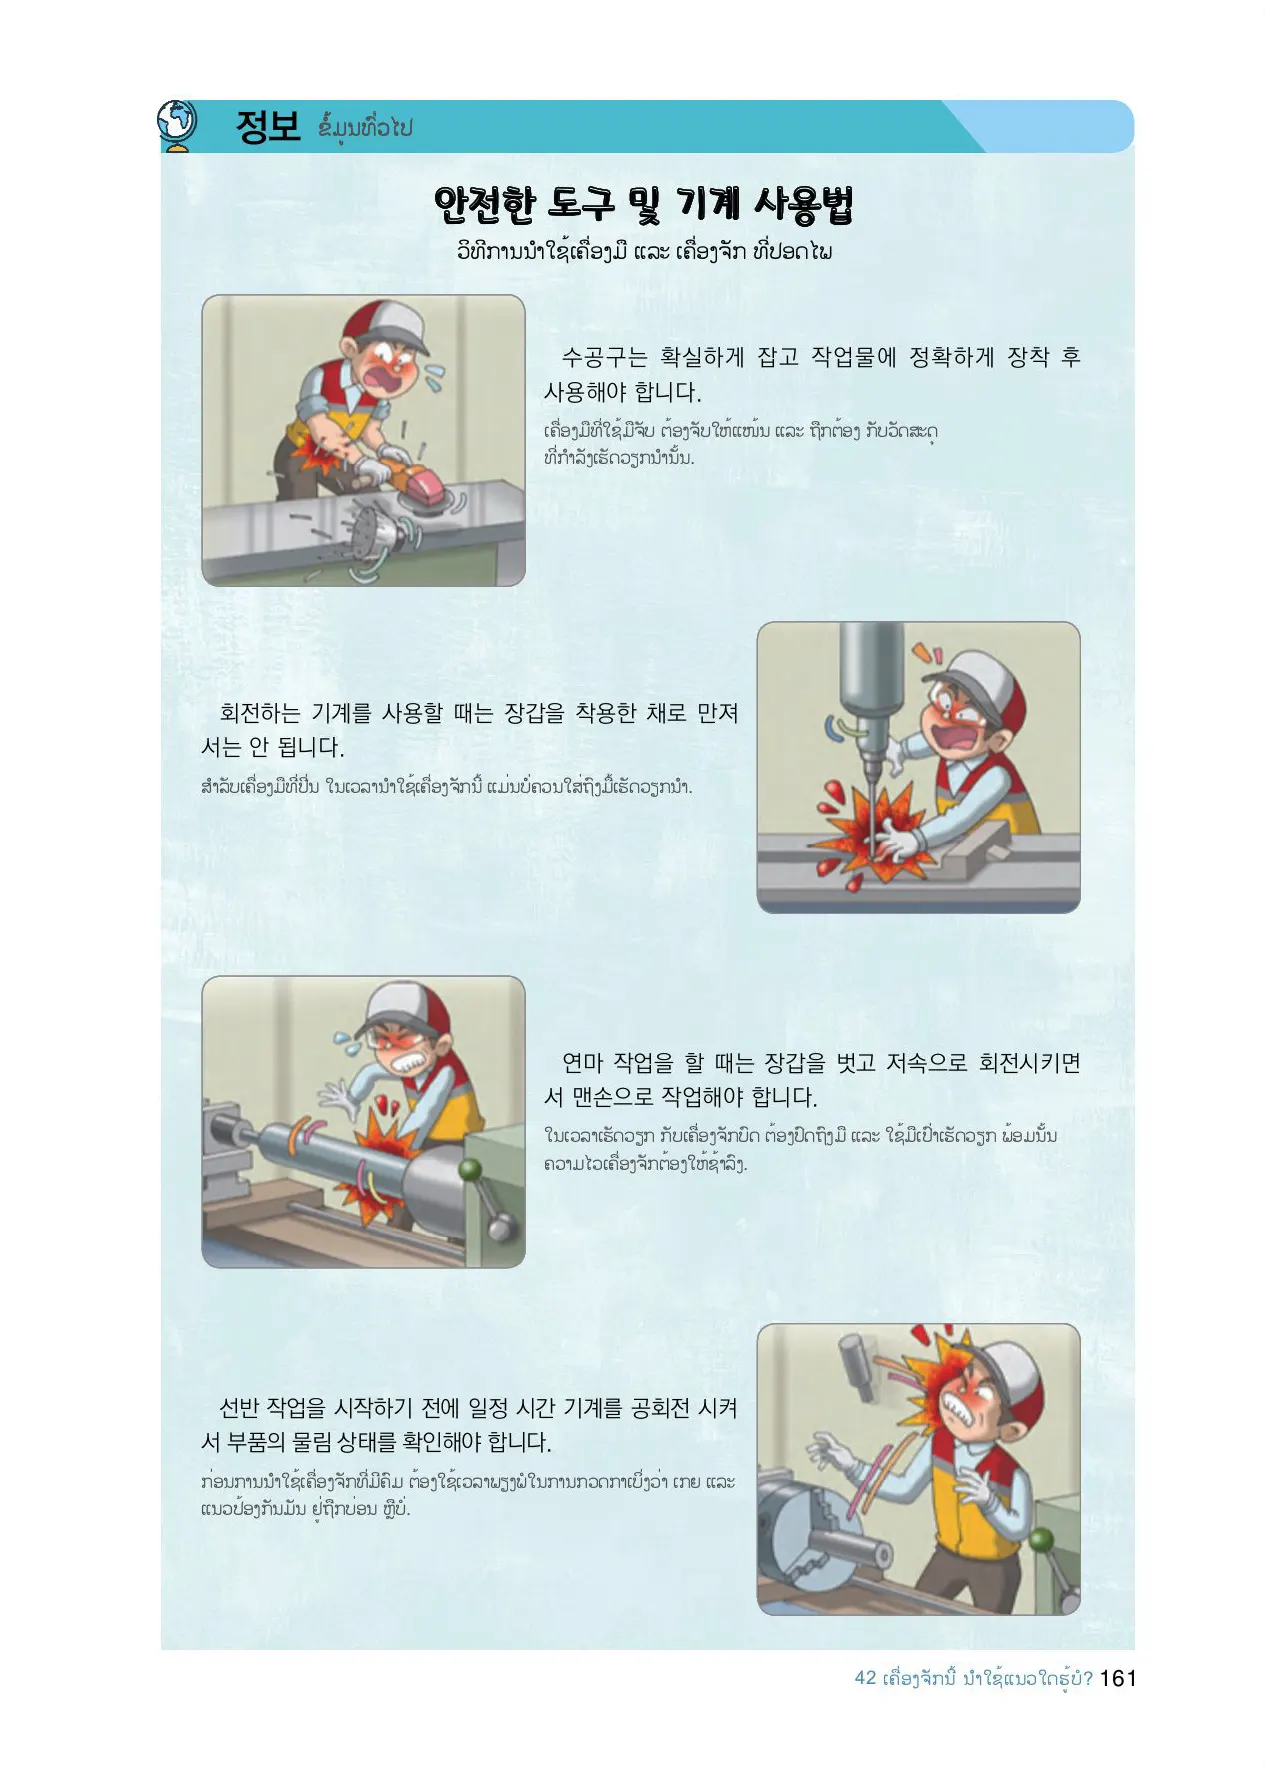 정보 ຂໍ້ມູນທົ່ວໄປ
안전한 도구 및 기계 사용법
ວິທີການນຳໃຊ້ເຄື່ອງມື ແລະ ເຄື່ອງຈັກ ທີ່ປອດໄພ
수공구는 확실하게 잡고 작업물에 정확하게 장착 후
사용해야 합니다.
ເຄື່ອງມືທີ່ໃຊ້ມືຈັບ ຕ້ອງຈັບໃຫ້ແໜ້ນ ແລະ ຖືກຕ້ອງ ກັບວັດສະດຸ
ທີ່ກຳລັງເຮັດວຽກນຳນັ້ນ.
회전하는 기계를 사용할 때는 장갑을 착용한 채로 만져
서는 안 됩니다.
ສຳລັບເຄື່ອງມືທີ່ປິ່ນ ໃນເວລານຳໃຊ້ເຄື່ອງຈັກນີ້ ແມ່ນບໍ່ຄວນໃສ່ຖົງມືເຮັດວຽກນຳ.
연마 작업을 할 때는 장갑을 벗고 저속으로 회전시키면
서 맨손으로 작업해야 합니다.
ໃນເວລາເຮັດວຽກ ກັບເຄື່ອງຈັກບົດ ຕ້ອງປົດຖົງມື ແລະ ໃຊ້ມືເປົ່າເຮັດວຽກ ພ້ອມນັ້ນ
ຄວາມໄວເຄື່ອງຈັກຕ້ອງໃຫ້ຊ້າລົງ.
선반 작업을 시작하기 전에 일정 시간 기계를 공회전 시켜
서 부품의 물림 상태를 확인해야 합니다.
ກ່ອນການນຳໃຊ້ເຄື່ອງຈັກທີ່ມີຄົມ ຕ້ອງໃຊ້ເວລາພຽງພໍໃນການກວດກາເບິ່ງວ່າ ເກຍ ແລະ
ແນວປ້ອງກັນມັນ ຢູ່ຖືກບ່ອນ ຫຼືບໍ່.
42 ເຄື່ອງຈັກນີ້ ນຳໃຊ້ແນວໃດຮູ້ບໍ? 161